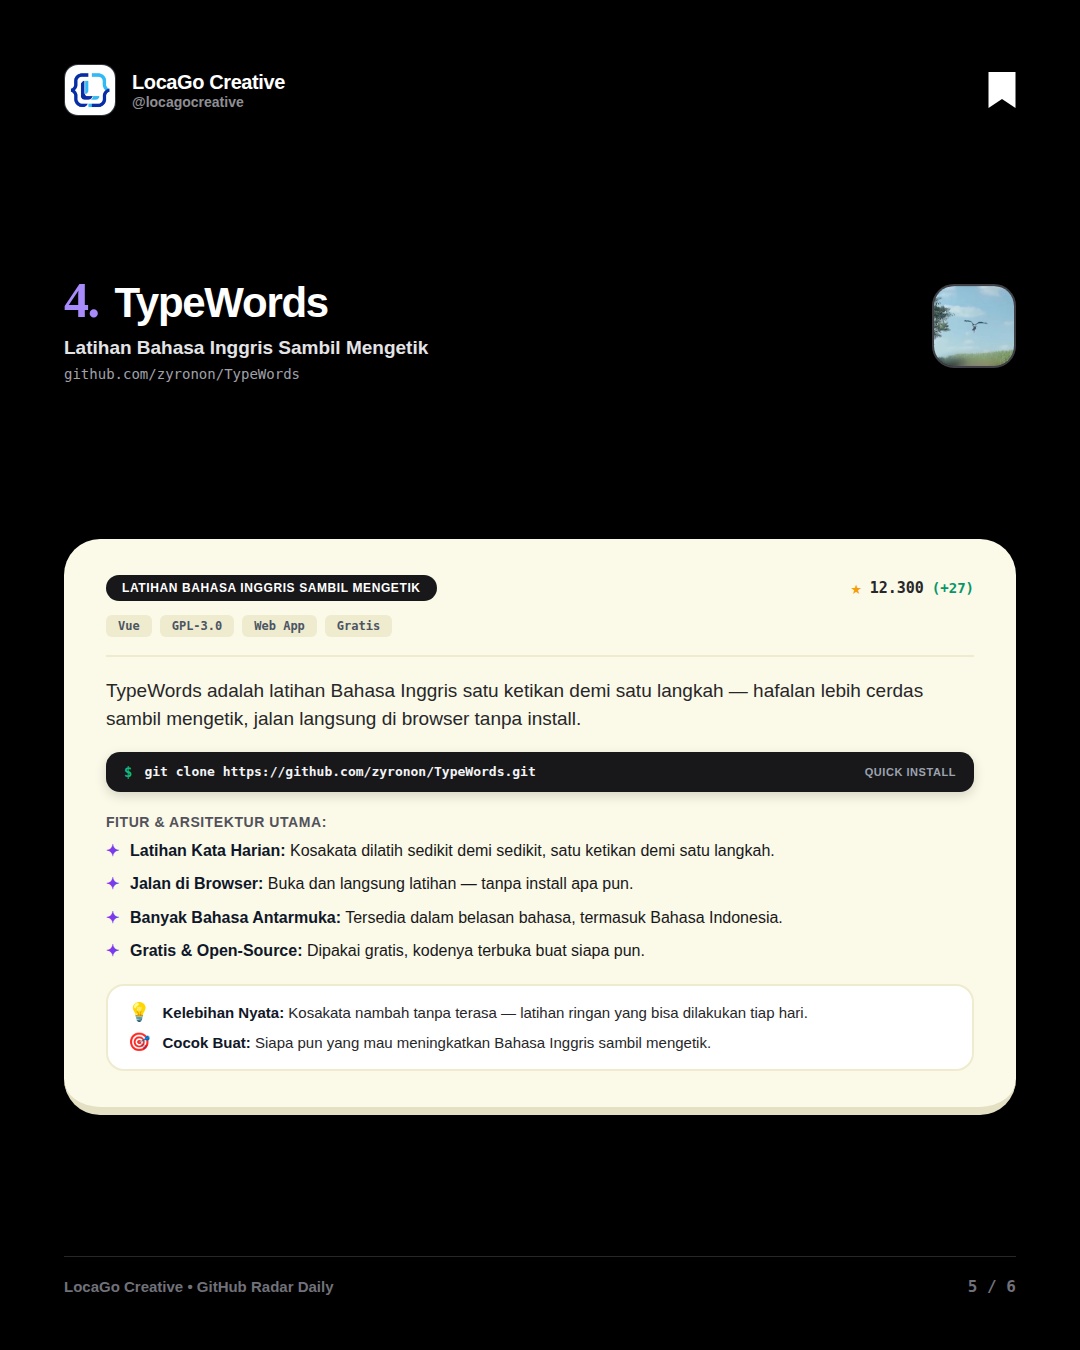 LocaGo Creative
@locagocreative
4. TypeWords
Latihan Bahasa Inggris Sambil Mengetik
github.com/zyronon/TypeWords
LATIHAN BAHASA INGGRIS SAMBIL MENGETIK
★ 12.300 (+27)
Vue GPL-3.0 Web App Gratis
TypeWords adalah latihan Bahasa Inggris satu ketikan demi satu langkah — hafalan lebih cerdas
sambil mengetik, jalan langsung di browser tanpa install.
$ git clone https://github.com/zyronon/TypeWords.git QUICK INSTALL
FITUR & ARSITEKTUR UTAMA:
✦ Latihan Kata Harian: Kosakata dilatih sedikit demi sedikit, satu ketikan demi satu langkah.
✦ Jalan di Browser: Buka dan langsung latihan — tanpa install apa pun.
✦ Banyak Bahasa Antarmuka: Tersedia dalam belasan bahasa, termasuk Bahasa Indonesia.
✦ Gratis & Open-Source: Dipakai gratis, kodenya terbuka buat siapa pun.
💡 Kelebihan Nyata: Kosakata nambah tanpa terasa — latihan ringan yang bisa dilakukan tiap hari.
🎯 Cocok Buat: Siapa pun yang mau meningkatkan Bahasa Inggris sambil mengetik.
LocaGo Creative • GitHub Radar Daily
5 / 6